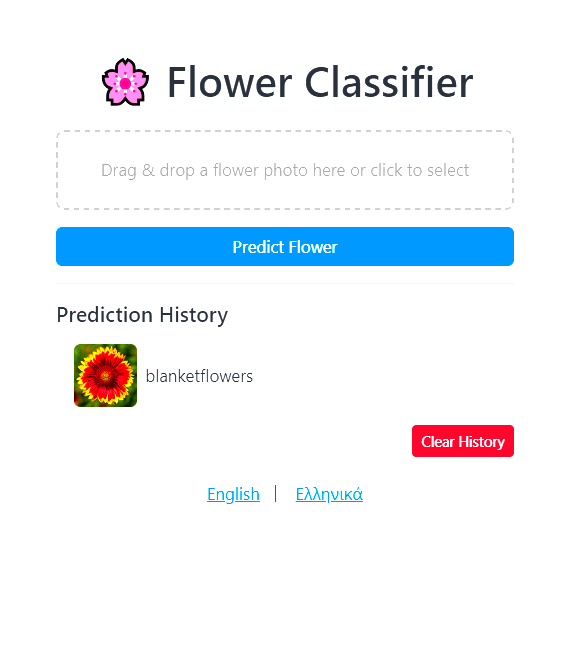 Flower Classifier
Drag & drop a flower photo here or click to select
Predict Flower
Prediction History
blanketflowers
Clear History
English | Ελληνικά